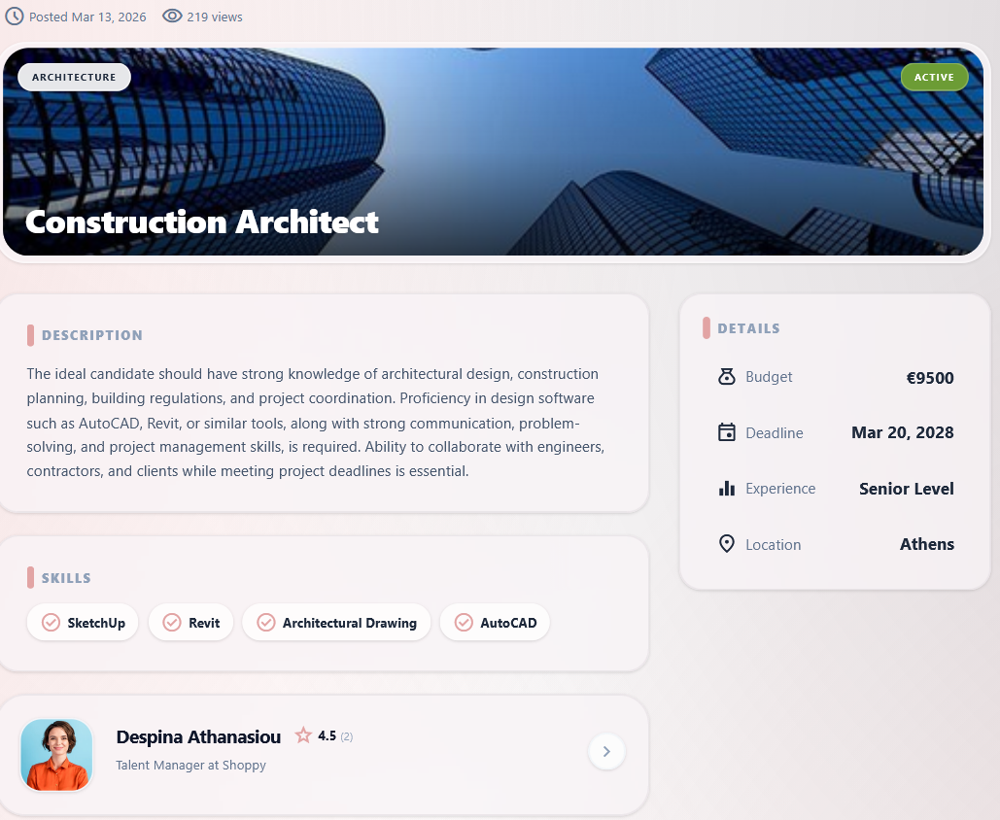 Posted Mar 13, 2026 219 views
ARCHITECTURE
ACTIVE
Construction Architect
DESCRIPTION
The ideal candidate should have strong knowledge of architectural design, construction
planning, building regulations, and project coordination. Proficiency in design software
such as AutoCAD, Revit, or similar tools, along with strong communication, problem-
solving, and project management skills, is required. Ability to collaborate with engineers,
contractors, and clients while meeting project deadlines is essential.
SKILLS
SketchUp Revit Architectural Drawing AutoCAD
Despina Athanasiou 4.5 (2)
Talent Manager at Shoppy
DETAILS
Budget €9500
Deadline Mar 20, 2028
Experience Senior Level
Location Athens